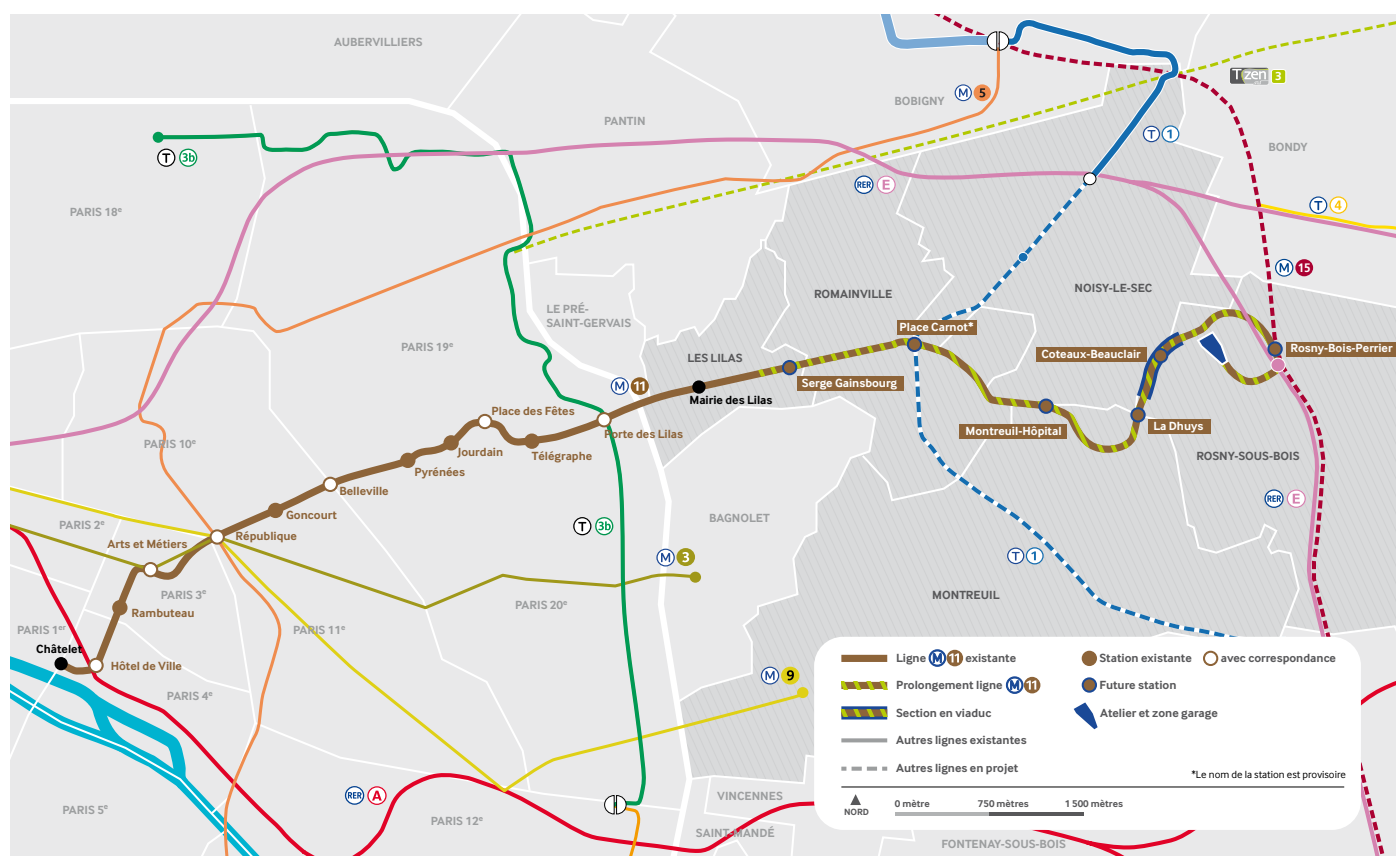 AUBERVILLIERS
Tzen 3
BOBIGNY
M 5
PANTIN
T 1
BONDY
T 3b
RER E
PARIS 18e
T 4
M 15
NOISY-LE-SEC
ROMAINVILLE
LE PRÉ-
SAINT-GERVAIS
Place Carnot*
PARIS 19e
Rosny-Bois-Perrier
Coteaux-Beauclair
LES LILAS
M 11
Serge Gainsbourg
Mairie des Lilas
Place des Fêtes
Porte des Lilas
La Dhuys
Montreuil-Hôpital
PARIS 10e
Jourdain
Télégraphe
ROSNY-SOUS-BOIS
Pyrénées
Belleville
RER E
Goncourt
BAGNOLET
PARIS 2e
T 3b
République
Arts et Métiers
M 3
T 1
PARIS 3e
MONTREUIL
PARIS 20e
Rambuteau
PARIS 1er
PARIS 11e
Châtelet
Hôtel de Ville
M 9
PARIS 4e
RER A
VINCENNES
PARIS 5e
PARIS 12e
SAINT-MANDÉ
FONTENAY-SOUS-BOIS
Ligne M 11 existante
Station existante
avec correspondance
Prolongement ligne M 11
Future station
Section en viaduc
Atelier et zone garage
Autres lignes existantes
Autres lignes en projet
*Le nom de la station est provisoire
NORD
0 mètre 750 mètres 1 500 mètres